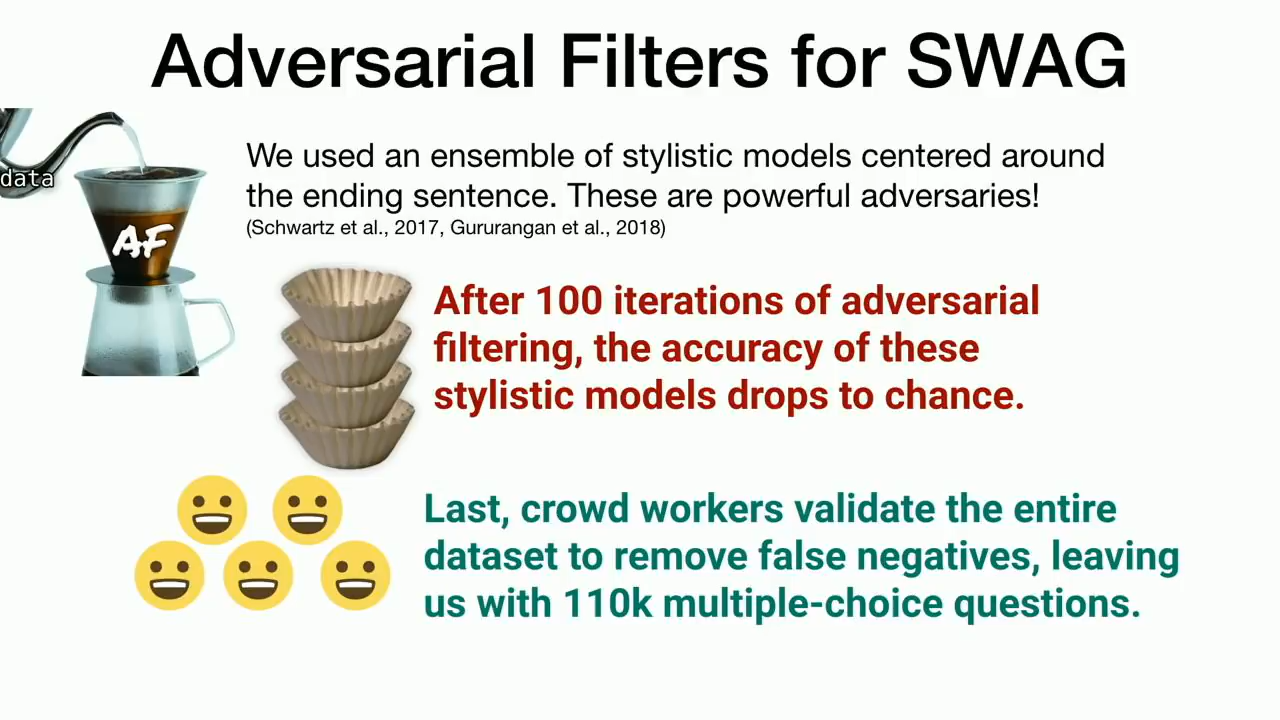 Adversarial Filters for SWAG
data
AF
We used an ensemble of stylistic models centered around
the ending sentence. These are powerful adversaries!
(Schwartz et al., 2017, Gururangan et al., 2018)
After 100 iterations of adversarial
filtering, the accuracy of these
stylistic models drops to chance.
Last, crowd workers validate the entire
dataset to remove false negatives, leaving
us with 110k multiple-choice questions.